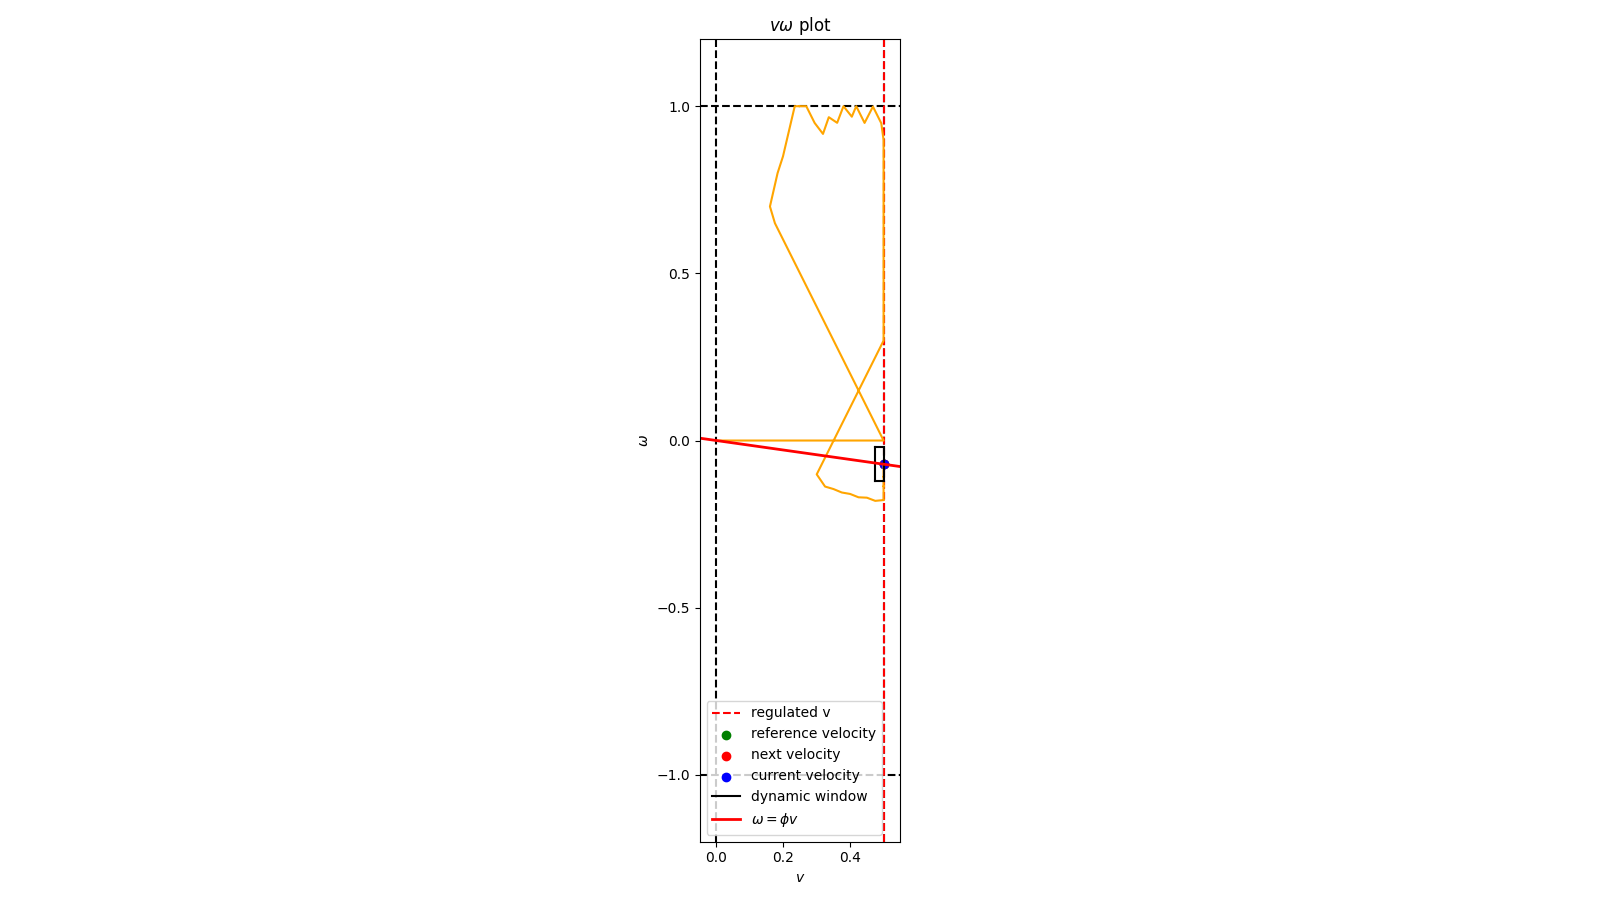 vω plot
1.0
0.5
ω
0.0
−0.5
−1.0
regulated v
reference velocity
next velocity
current velocity
dynamic window
ω = ϕv
0.0 0.2 0.4
v